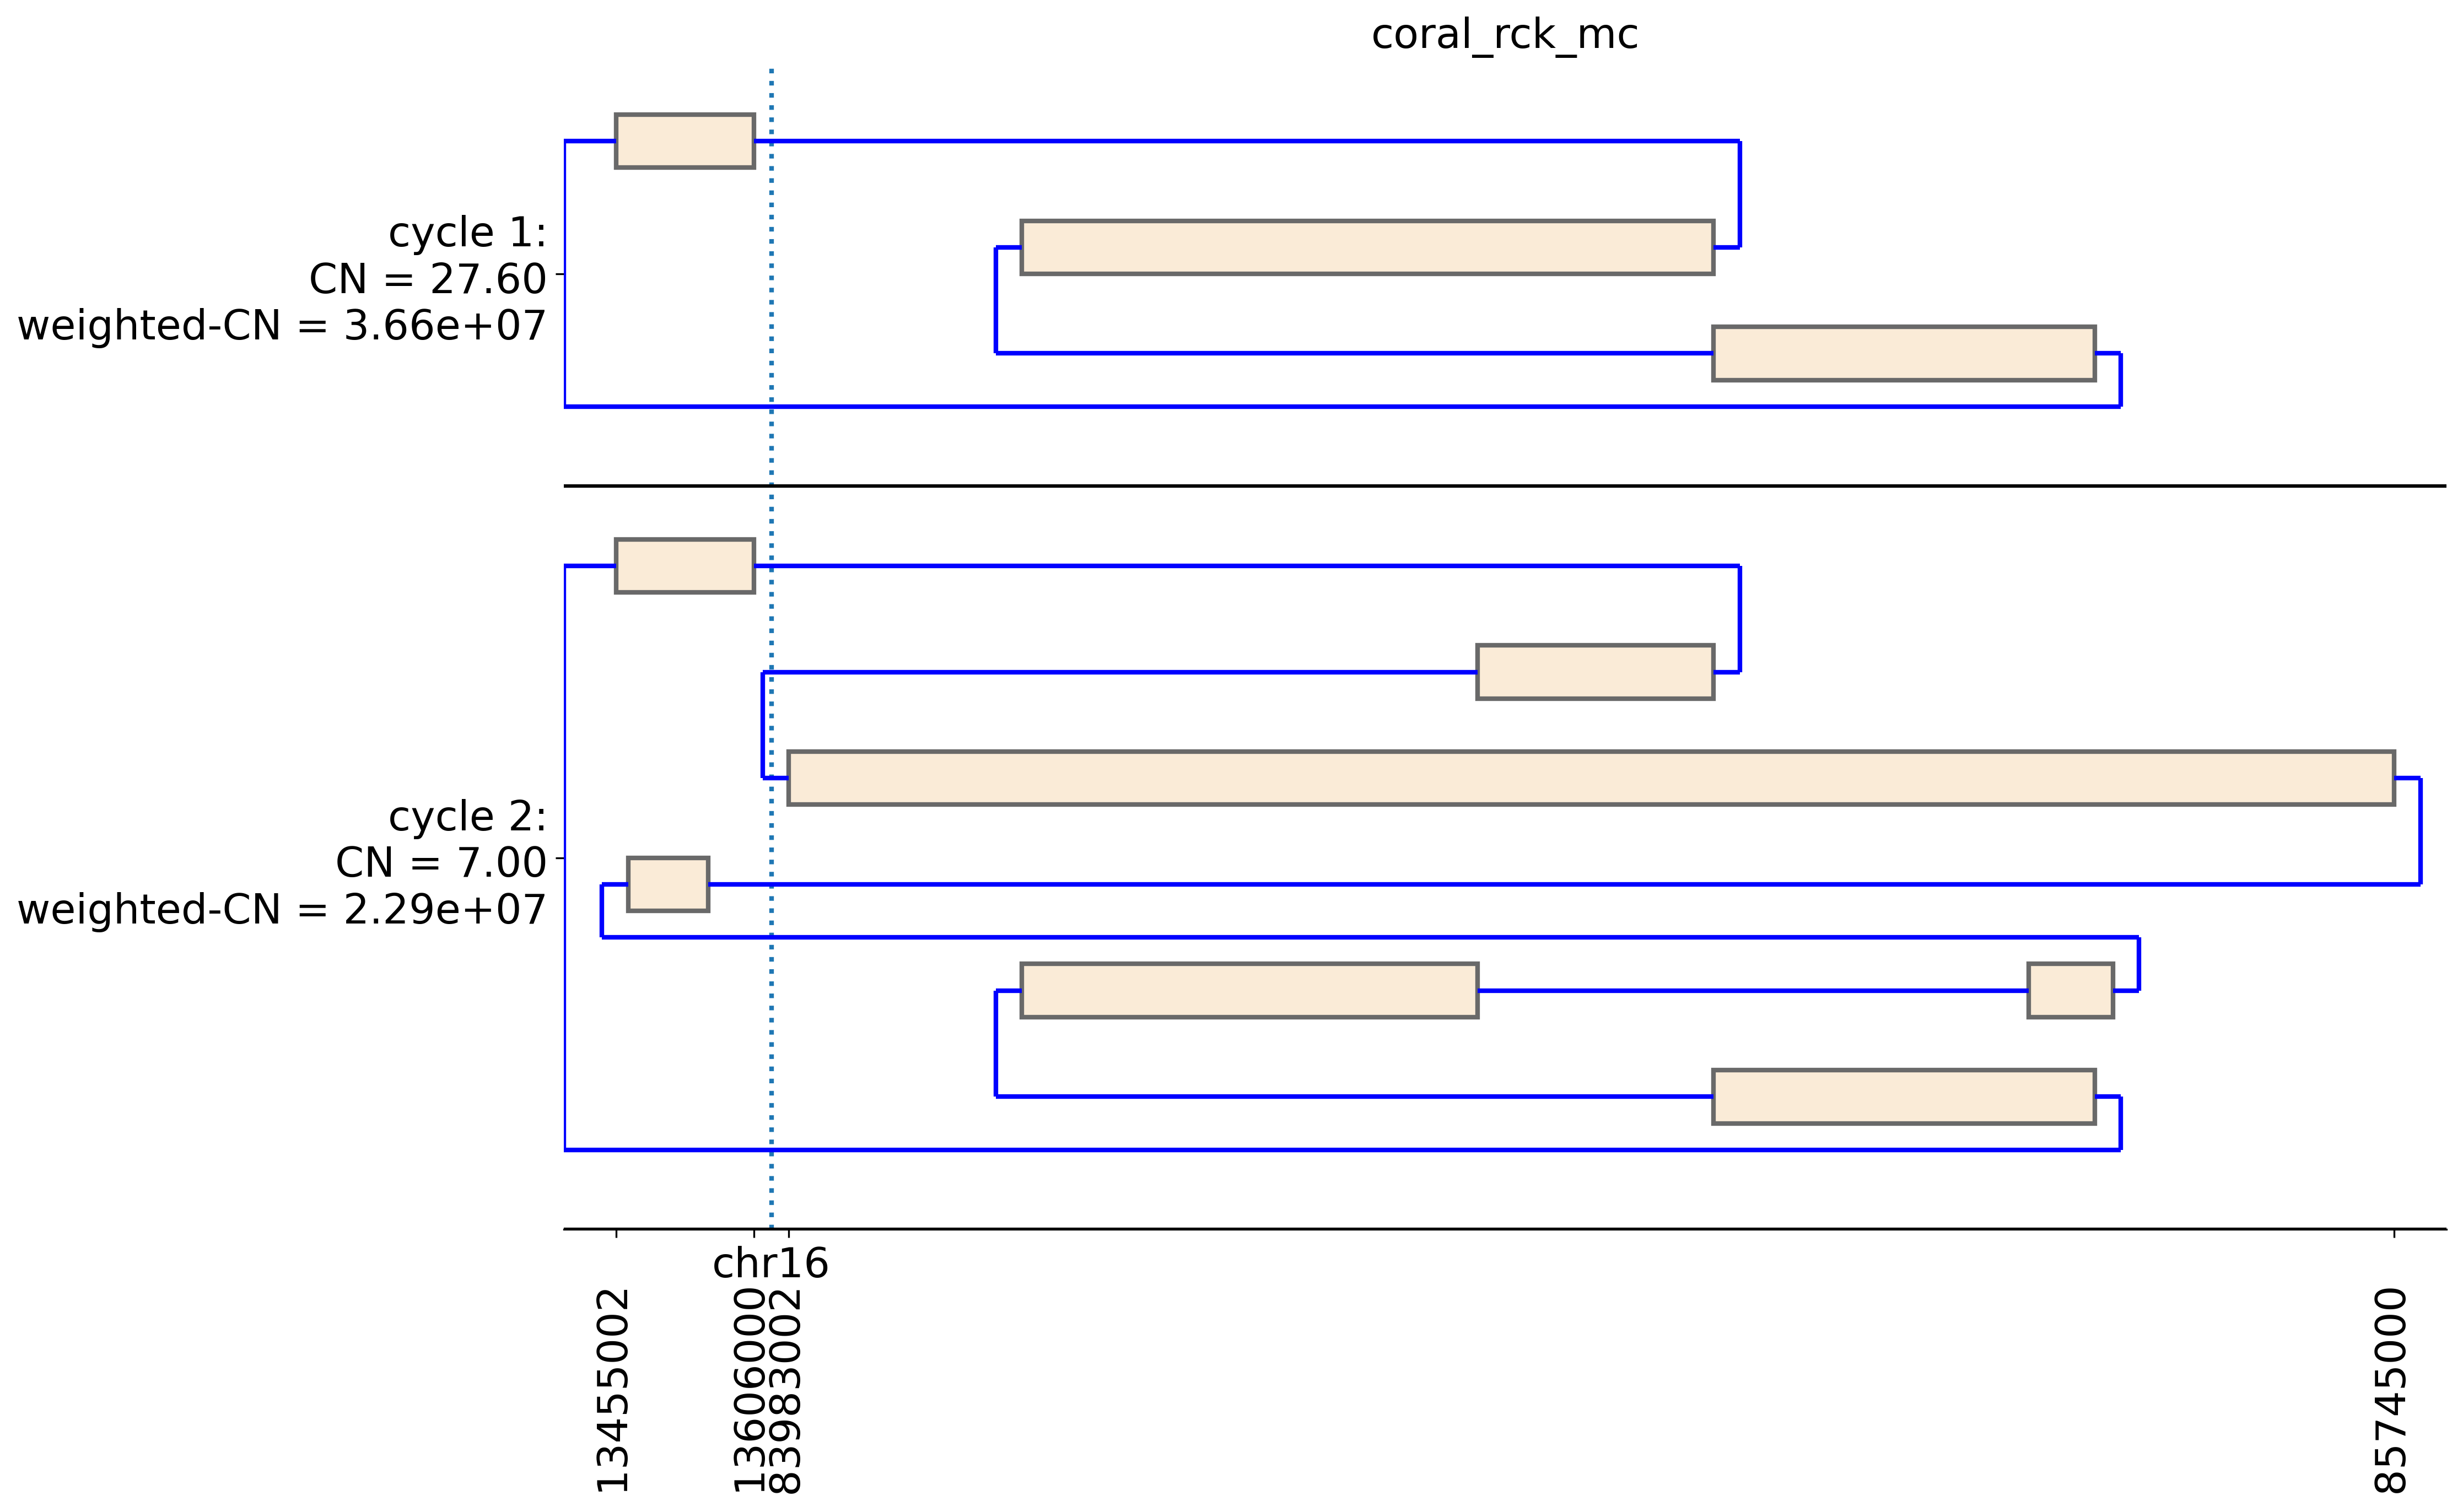 coral_rck_mc
cycle 1:
CN = 27.60
weighted-CN = 3.66e+07
cycle 2:
CN = 7.00
weighted-CN = 2.29e+07
chr16
13455002
13606000
83983002
85745000